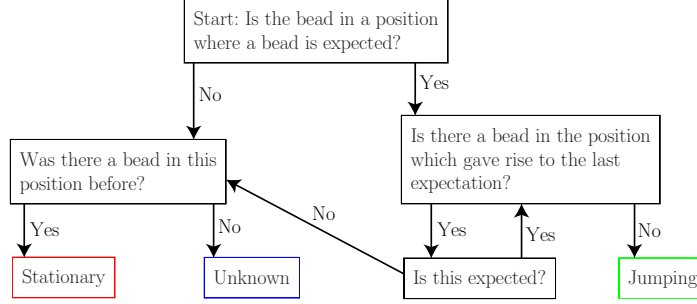 Start: Is the bead in a position
where a bead is expected?
No
Yes
Was there a bead in this
position before?
Is there a bead in the position
which gave rise to the last
expectation?
No
Yes
No
Yes
Yes
No
Stationary
Unknown
Is this expected?
Jumping